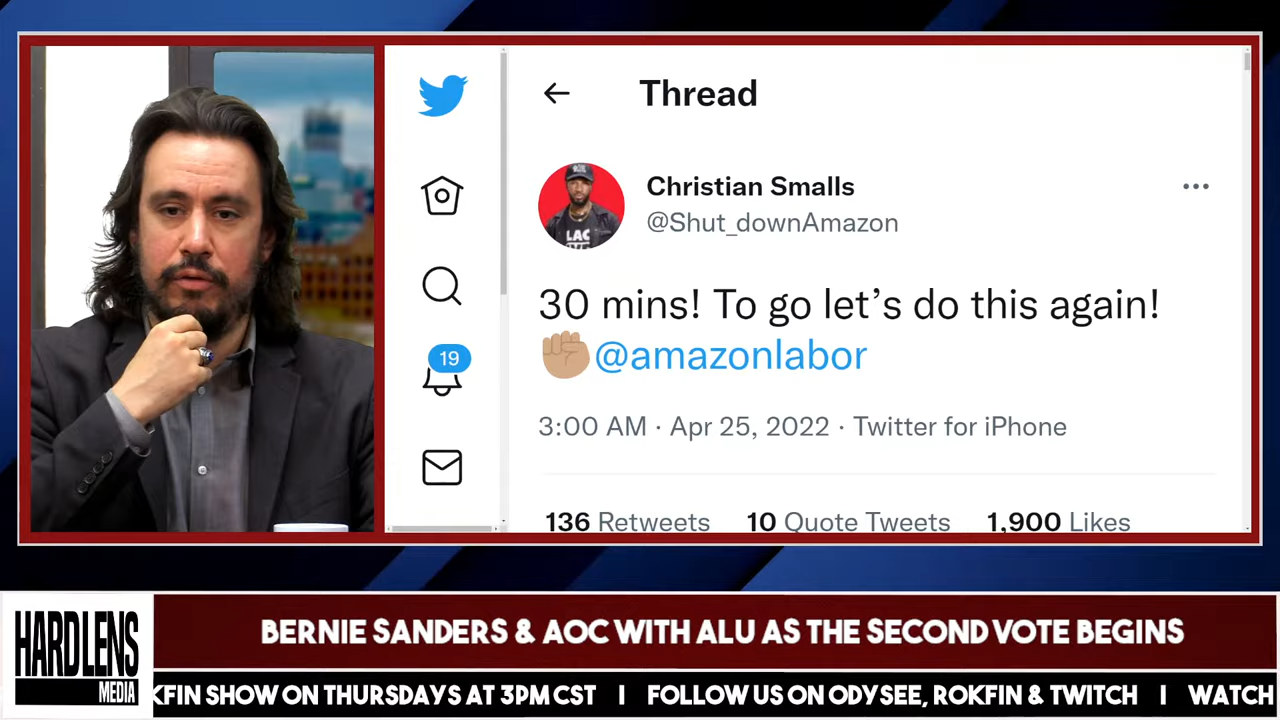 Thread
Christian Smalls
@Shut_downAmazon
30 mins! To go let’s do this again!
@amazonlabor
3:00 AM · Apr 25, 2022 · Twitter for iPhone
136 Retweets 10 Quote Tweets 1,900 Likes
19
HARDLENS
MEDIA
BERNIE SANDERS & AOC WITH ALU AS THE SECOND VOTE BEGINS
KFIN SHOW ON THURSDAYS AT 3PM CST | FOLLOW US ON ODYSEE, ROKFIN & TWITCH | WATCH